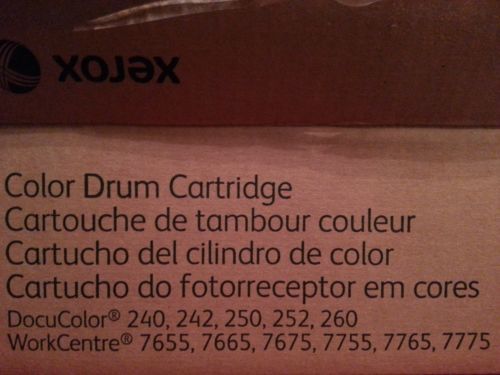 xerox
Color Drum Cartridge
Cartouche de tambour couleur
Cartucho del cilindro de color
Cartucho do fotorreceptor em cores
DocuColor® 240, 242, 250, 252, 260
WorkCentre® 7655, 7665, 7675, 7755, 7765, 7775